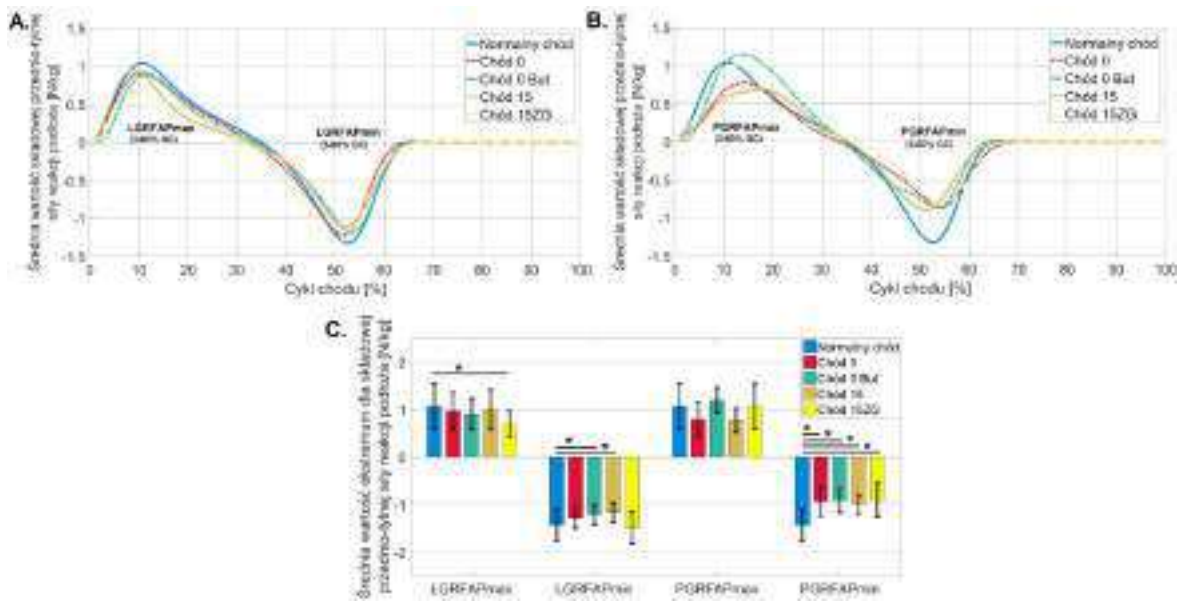 A.
Średnia wartość składowej przednio-tylnej
siły reakcji podłoża [N/kg]
1.5
1
0.5
0
-0.5
-1
-1.5
Normalny chód
Chód 0
Chód 0 But
Chód 15
Chód 15ZG
LGRFAPmax
LGRFAPmin
0 10 20 30 40 50 60 70 80 90 100
Cykl chodu [%]
B.
Średnia wartość składowej przednio-tylnej
siły reakcji podłoża [N/kg]
1.5
1
0.5
0
-0.5
-1
-1.5
Normalny chód
Chód 0
Chód 0 But
Chód 15
Chód 15ZG
PGRFAPmax
PGRFAPmin
0 10 20 30 40 50 60 70 80 90 100
Cykl chodu [%]
C.
Średnia wartość ekstremum dla składowej
przednio-tylnej siły reakcji podłoża [N/kg]
2
1
0
-1
-2
Normalny chód
Chód 0
Chód 0 But
Chód 15
Chód 15ZG
* * * * * * *
LGRFAPmax LGRFAPmin PGRFAPmax PGRFAPmin